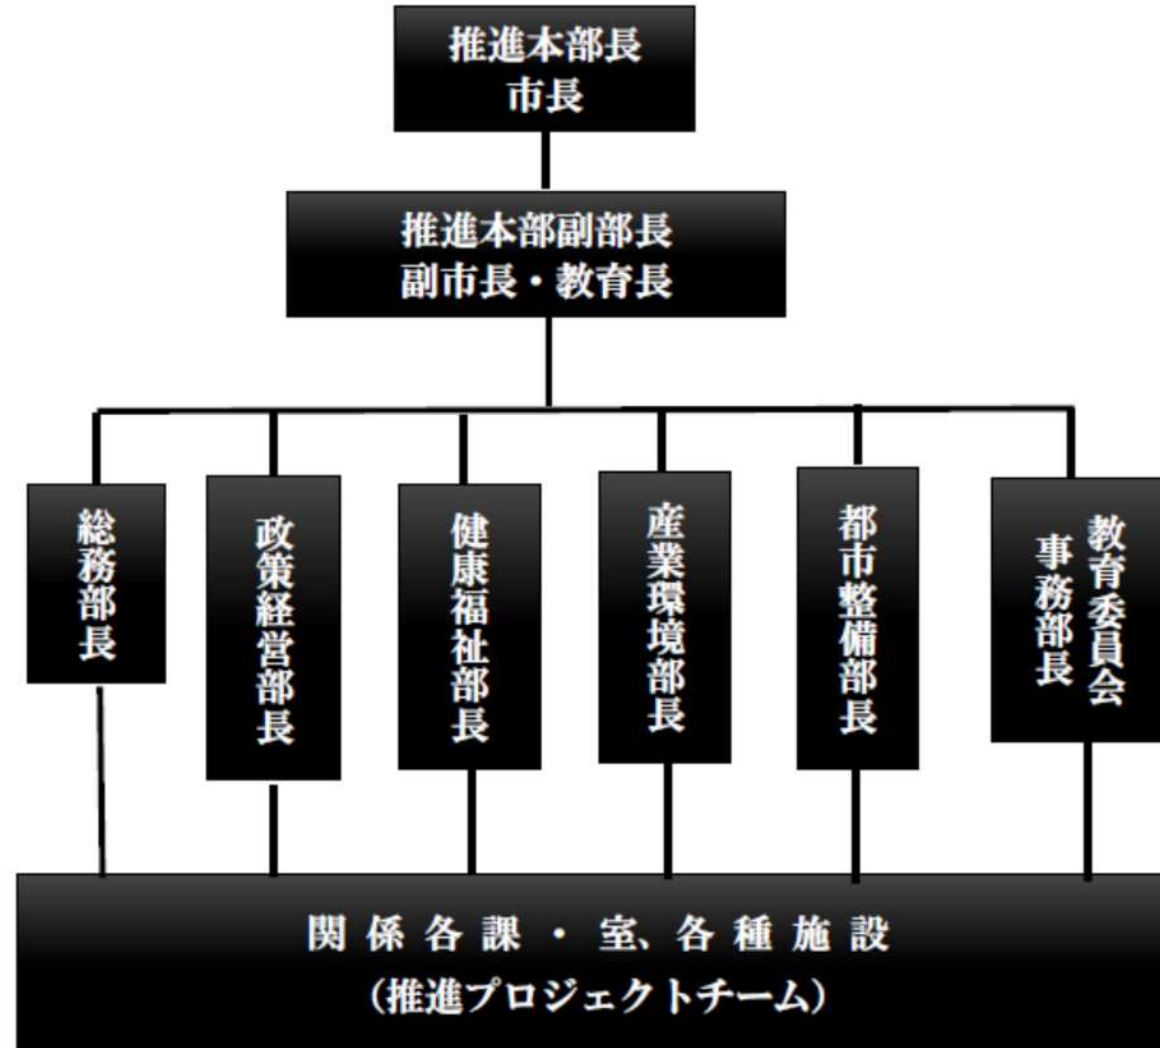 推進本部長
市長
推進本部副部長
副市長・教育長
総務部長
政策経営部長
健康福祉部長
産業環境部長
都市整備部長
教育委員会
事務部長
関係各課・室、各種施設
（推進プロジェクトチーム）